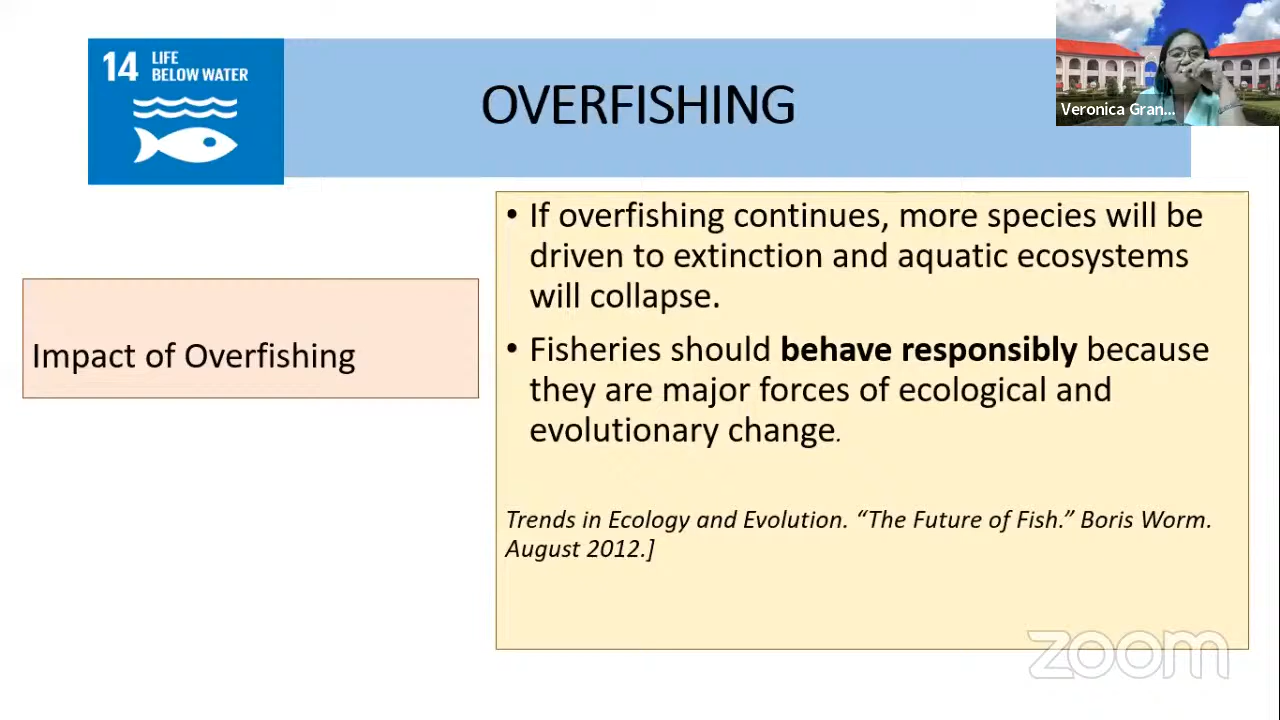 14 LIFE
BELOW WATER
OVERFISHING
Veronica Gran...
Impact of Overfishing
• If overfishing continues, more species will be
driven to extinction and aquatic ecosystems
will collapse.
• Fisheries should behave responsibly because
they are major forces of ecological and
evolutionary change.
Trends in Ecology and Evolution. “The Future of Fish.” Boris Worm.
August 2012.]
zoom